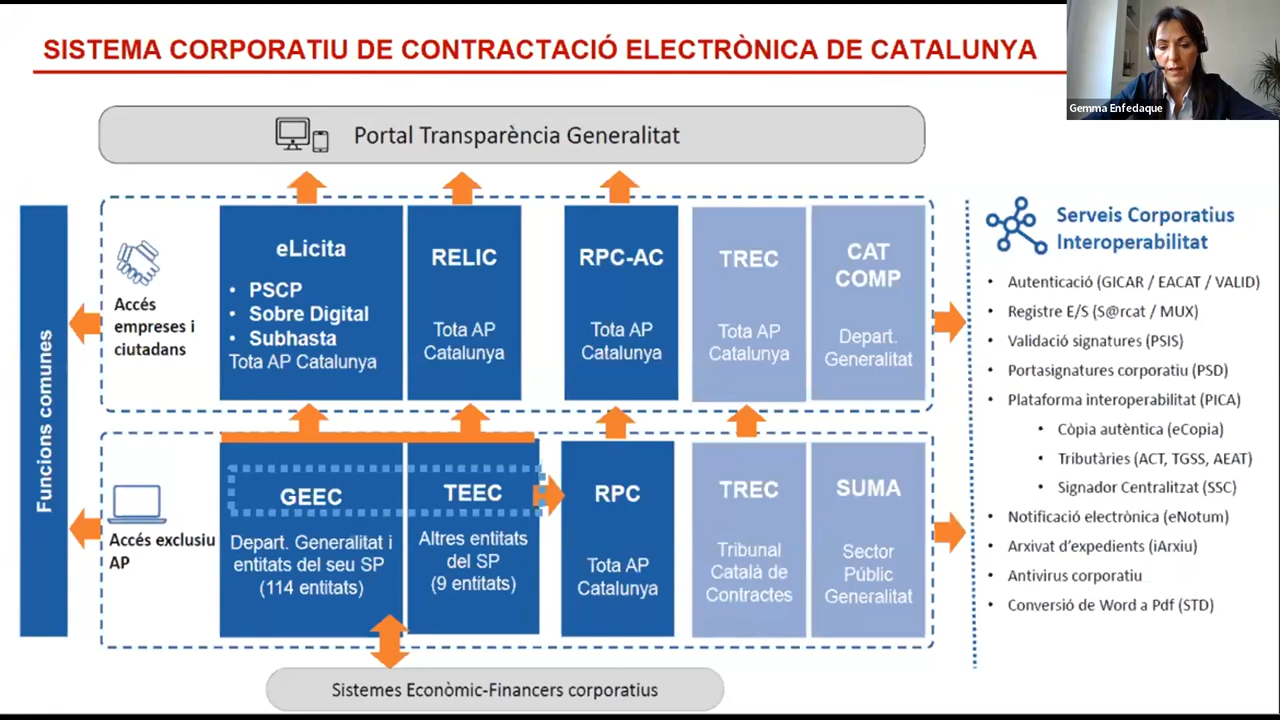 SISTEMA CORPORATIU DE CONTRACTACIÓ ELECTRÒNICA DE CATALUNYA
Gemma Enfedaque
Portal Transparència Generalitat
Funcions comunes
Accés
empreses i
ciutadans
eLicita
• PSCP
• Sobre Digital
• Subhasta
Tota AP Catalunya
RELIC
Tota AP
Catalunya
RPC-AC
Tota AP
Catalunya
TREC
Tota AP
Catalunya
CAT
COMP
Depart.
Generalitat
Accés exclusiu
AP
GEEC
Depart. Generalitat i
entitats del seu SP
(114 entitats)
TEEC
Altres entitats
del SP
(9 entitats)
RPC
Tota AP
Catalunya
TREC
Tribunal
Català de
Contractes
SUMA
Sector
Públic
Generalitat
Sistemes Econòmic-Financers corporatius
Serveis Corporatius
Interoperabilitat
• Autenticació (GICAR / EACAT / VALID)
• Registre E/S (S@rcat / MUX)
• Validació signatures (PSIS)
• Portasignatures corporatiu (PSD)
• Plataforma interoperabilitat (PICA)
• Còpia autèntica (eCopia)
• Tributàries (ACT, TGSS, AEAT)
• Signador Centralitzat (SSC)
• Notificació electrònica (eNotum)
• Arxivat d'expedients (iArxiu)
• Antivirus corporatiu
• Conversió de Word a Pdf (STD)